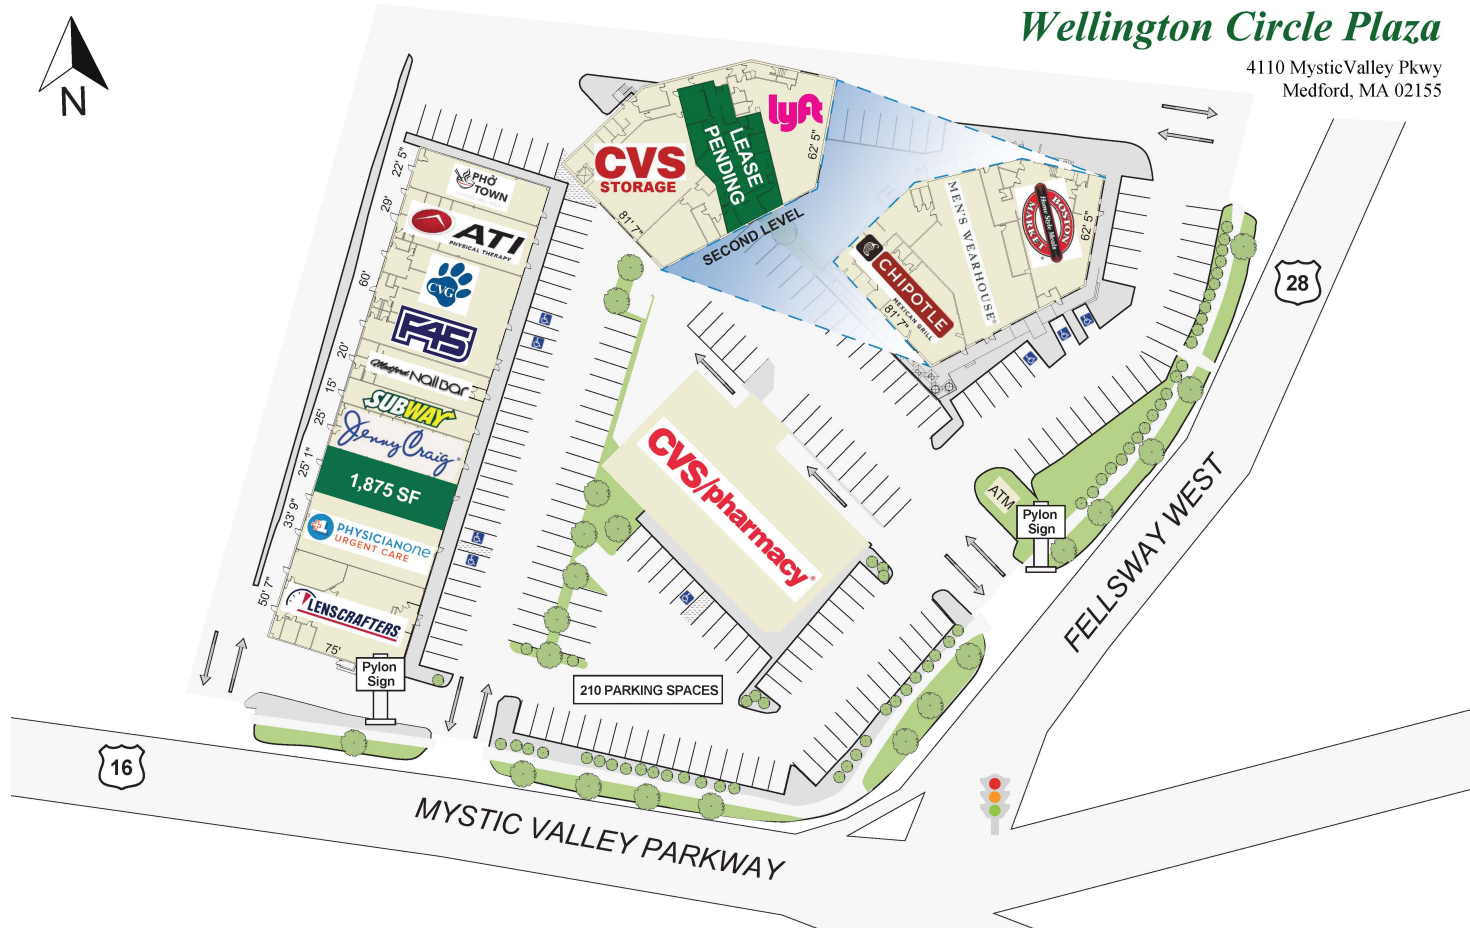 Wellington Circle Plaza
4110 MysticValley Pkwy
Medford, MA 02155
N
lyft
LEASE
PENDING
CVS
STORAGE
62' 5"
81' 7"
SECOND LEVEL
MEN'S WEARHOUSE
BOSTON
MARKET
Home Style Meals
62' 5"
CHIPOTLE
MEXICAN GRILL
81' 7"
28
22' 5"
PHỞ
TOWN
29'
ATI
PHYSICAL THERAPY
60'
CVG
F45
20'
Medford Nail Bar
15'
SUBWAY
25'
Jenny Craig
25' 1"
1,875 SF
33' 9"
PHYSICIANONE
URGENT CARE
50' 7"
LENSCRAFTERS
75'
Pylon
Sign
CVS/pharmacy
ATM
Pylon
Sign
FELLSWAY WEST
210 PARKING SPACES
16
MYSTIC VALLEY PARKWAY